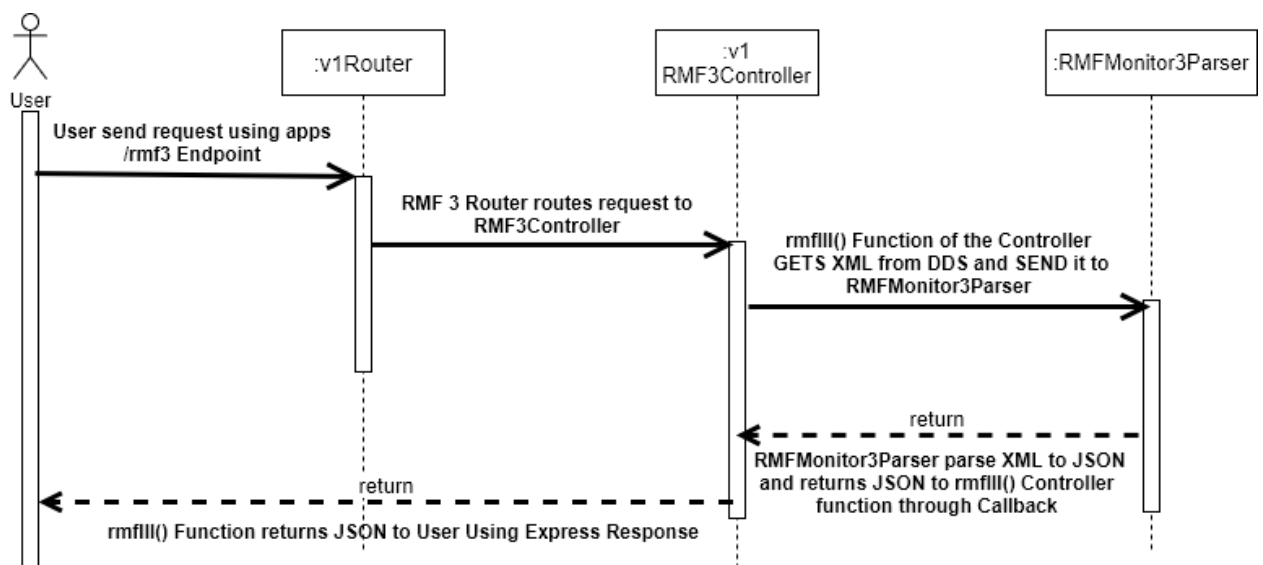 :v1Router
:v1
RMF3Controller
:RMFMonitor3Parser
User
User send request using apps
/rmf3 Endpoint
RMF 3 Router routes request to
RMF3Controller
rmfIII() Function of the Controller
GETS XML from DDS and SEND it to
RMFMonitor3Parser
return
RMFMonitor3Parser parse XML to JSON
and returns JSON to rmfIII() Controller
function through Callback
return
rmfIII() Function returns JSON to User Using Express Response